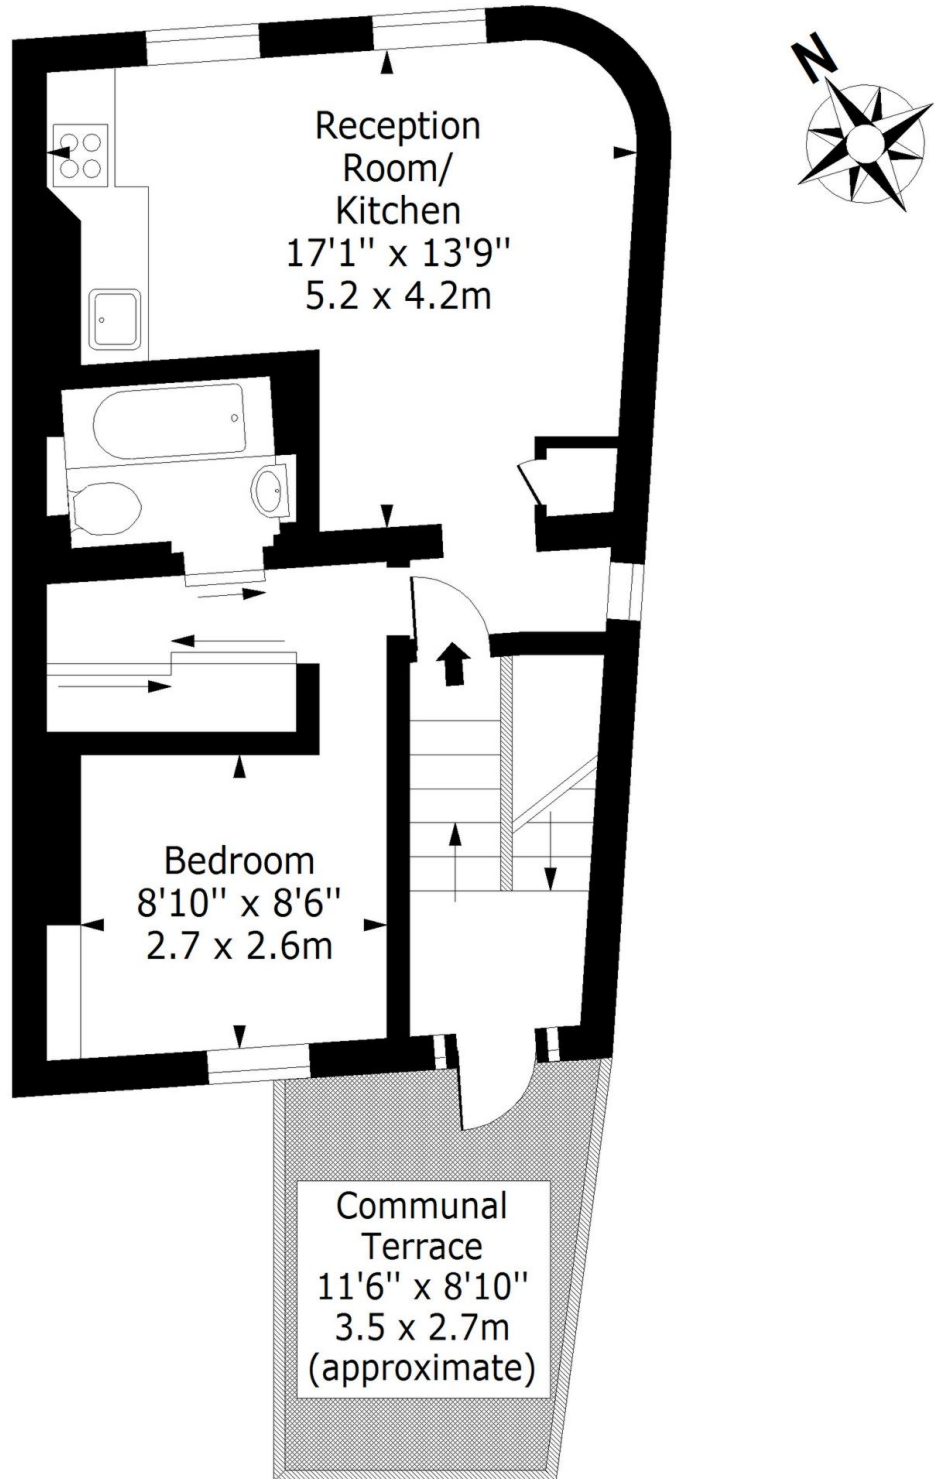 N
Reception
Room/
Kitchen
17'1'' x 13'9''
5.2 x 4.2m
Bedroom
8'10'' x 8'6''
2.7 x 2.6m
Communal
Terrace
11'6'' x 8'10''
3.5 x 2.7m
(approximate)